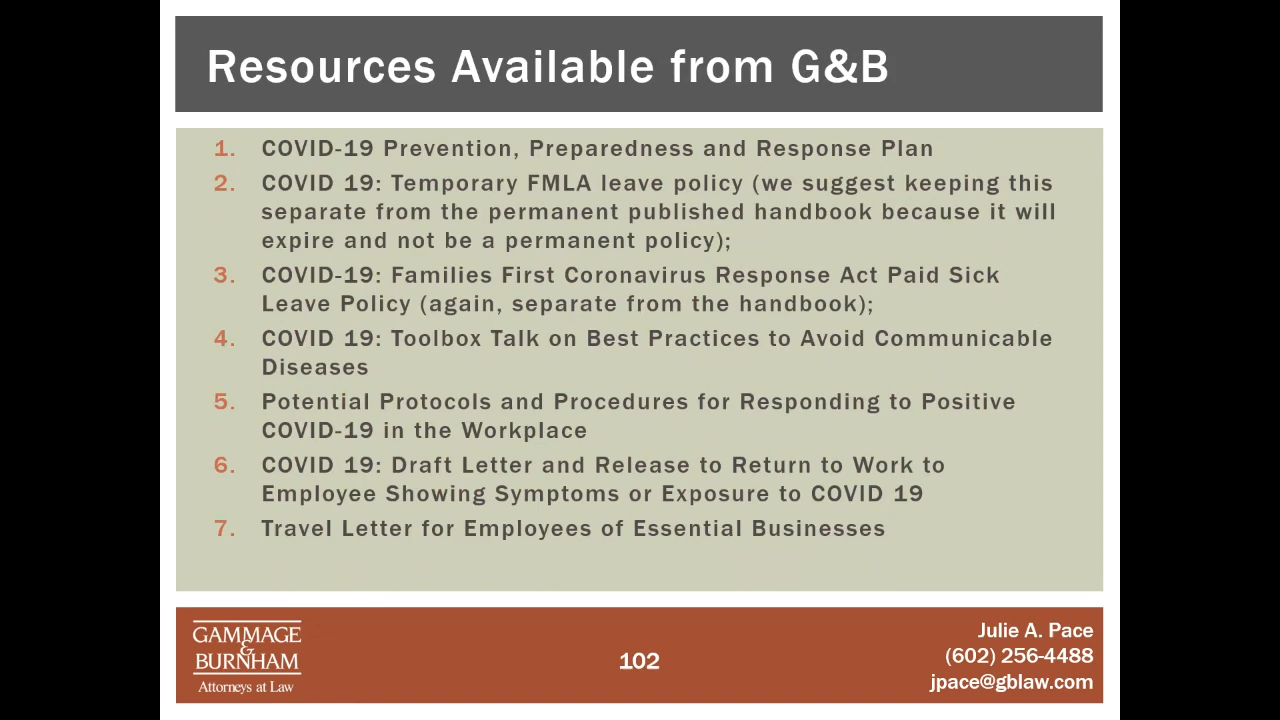 Resources Available from G&B
1. COVID-19 Prevention, Preparedness and Response Plan
2. COVID 19: Temporary FMLA leave policy (we suggest keeping this
separate from the permanent published handbook because it will
expire and not be a permanent policy);
3. COVID-19: Families First Coronavirus Response Act Paid Sick
Leave Policy (again, separate from the handbook);
4. COVID 19: Toolbox Talk on Best Practices to Avoid Communicable
Diseases
5. Potential Protocols and Procedures for Responding to Positive
COVID-19 in the Workplace
6. COVID 19: Draft Letter and Release to Return to Work to
Employee Showing Symptoms or Exposure to COVID 19
7. Travel Letter for Employees of Essential Businesses
GAMMAGE
&
BURNHAM
Attorneys at Law
102
Julie A. Pace
(602) 256-4488
jpace@gblaw.com